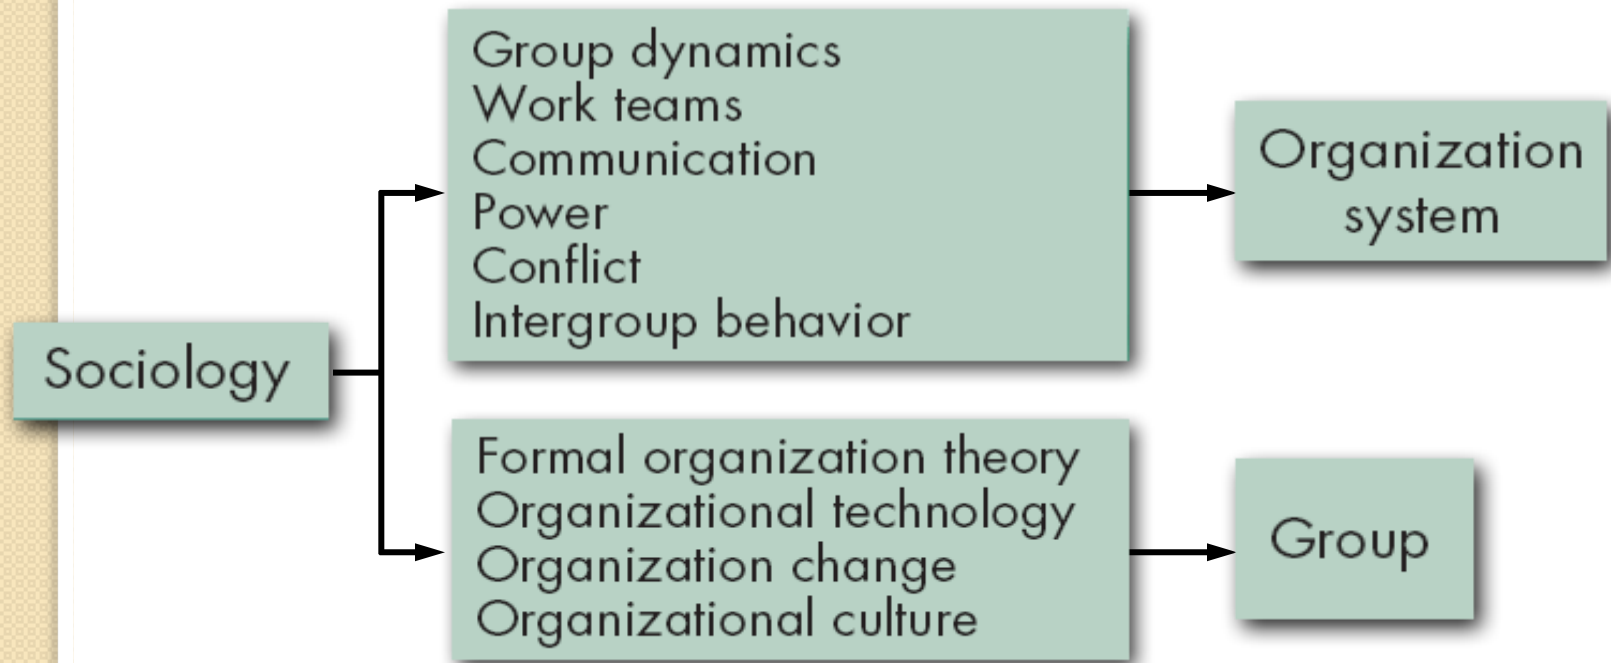 Sociology
Group dynamics
Work teams
Communication
Power
Conflict
Intergroup behavior
Organization
system
Formal organization theory
Organizational technology
Organization change
Organizational culture
Group